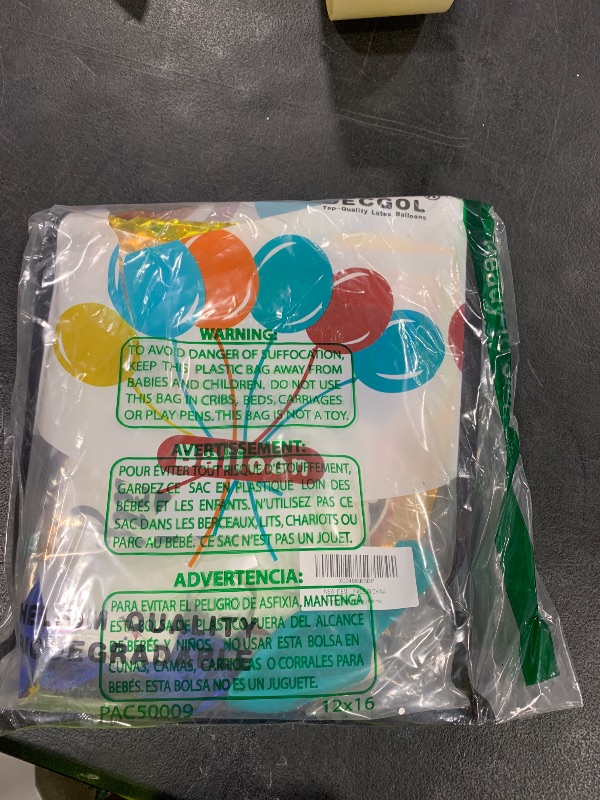 DECGOL®
Top-Quality Latex Balloons
WARNING:
TO AVOID DANGER OF SUFFOCATION,
KEEP THIS PLASTIC BAG AWAY FROM
BABIES AND CHILDREN. DO NOT USE
THIS BAG IN CRIBS, BEDS, CARRIAGES
OR PLAY PENS. THIS BAG IS NOT A TOY.
AVERTISSEMENT:
POUR ÉVITER TOUT RISQUE D'ÉTOUFFEMENT,
GARDEZ CE SAC EN PLASTIQUE LOIN DES
BÉBÉS ET LES ENFANTS. N'UTILISEZ PAS CE
SAC DANS LES BERCEAUX, LITS, CHARIOTS OU
PARC AU BÉBÉ. CE SAC N'EST PAS UN JOUET.
ADVERTENCIA:
PARA EVITAR EL PELIGRO DE ASFIXIA, MANTENGA
ESTA BOLSA DE PLASTICO FUERA DEL ALCANCE
DE BEBÉS Y NIÑOS. NO USAR ESTA BOLSA EN
CUNAS, CAMAS, CARRIOLAS O CORRALES PARA
BEBÉS. ESTA BOLSA NO ES UN JUGUETE.
HELIUM QUALITY
BIODEGRADABLE
PAC50009 12x16